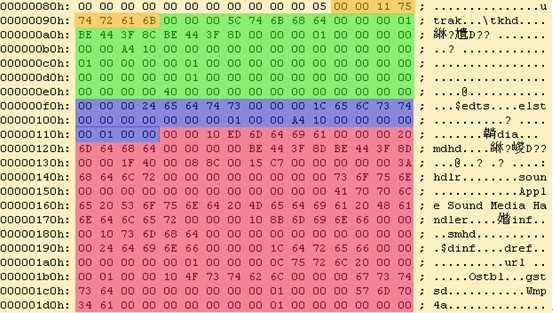 00000080h: 00 00 00 00 00 00 00 00 00 00 00 05 00 00 11 75 ; ...............u
00000090h: 74 72 61 6B 00 00 00 5C 74 6B 68 64 00 00 00 01 ; trak...\tkhd....
000000a0h: BE 44 3F 8C BE 44 3F 8D 00 00 00 01 00 00 00 00 ;
000000b0h: 00 00 A4 10 00 00 00 00 00 00 00 00 00 00 00 00 ; ..?............
000000c0h: 01 00 00 00 00 01 00 00 00 00 00 00 00 00 00 00 ; ................
000000d0h: 00 00 00 00 00 01 00 00 00 00 00 00 00 00 00 00 ; ................
000000e0h: 00 00 00 00 40 00 00 00 00 00 00 00 00 00 00 00 ; ....@...........
000000f0h: 00 00 00 24 65 64 74 73 00 00 00 1C 65 6C 73 74 ; ...$edts....elst
00000100h: 00 00 00 00 00 00 00 01 00 00 A4 10 00 00 00 00 ; ..........?....
00000110h: 00 01 00 00 00 00 10 ED 6D 64 69 61 00 00 00 20 ; dia...
00000120h: 6D 64 68 64 00 00 00 00 BE 44 3F 8D BE 44 3F 8D ; mdhd....
00000130h: 00 00 1F 40 00 08 8C 00 15 C7 00 00 00 00 00 3A ; ...@..?.?.....:
00000140h: 68 64 6C 72 00 00 00 00 00 00 00 00 73 6F 75 6E ; hdlr........soun
00000150h: 00 00 00 00 00 00 00 00 00 00 00 00 41 70 70 6C ; ............Appl
00000160h: 65 20 53 6F 75 6E 64 20 4D 65 64 69 61 20 48 61 ; e Sound Media Ha
00000170h: 6E 64 6C 65 72 00 00 00 10 8B 6D 69 6E 66 00 00 ; ndler....inf..
00000180h: 00 10 73 6D 68 64 00 00 00 00 00 00 00 00 00 00 ; ..smhd..........
00000190h: 00 24 64 69 6E 66 00 00 00 1C 64 72 65 66 00 00 ; .$dinf....dref..
000001a0h: 00 00 00 00 00 01 00 00 00 0C 75 72 6C 20 00 00 ; ..........url ..
000001b0h: 00 01 00 00 10 4F 73 74 62 6C 00 00 00 67 73 74 ; .....Ostbl...gst
000001c0h: 73 64 00 00 00 00 00 00 00 01 00 00 00 57 6D 70 ; sd...........Wmp
000001d0h: 34 61 00 00 00 00 00 00 00 01 00 00 00 00 00 00 ; 4a..............